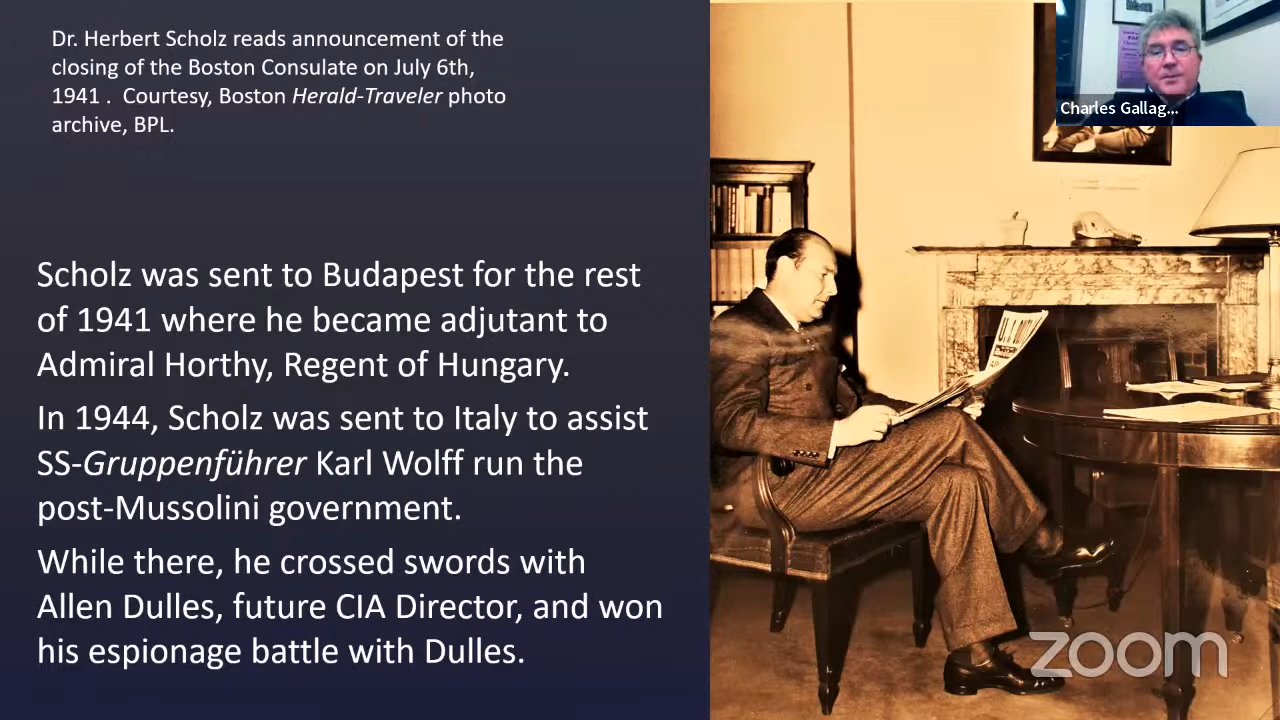 Dr. Herbert Scholz reads announcement of the
closing of the Boston Consulate on July 6th,
1941 .  Courtesy, Boston Herald-Traveler photo
archive, BPL.
Charles Gallag...
Scholz was sent to Budapest for the rest
of 1941 where he became adjutant to
Admiral Horthy, Regent of Hungary.
In 1944, Scholz was sent to Italy to assist
SS-Gruppenführer Karl Wolff run the
post-Mussolini government.
While there, he crossed swords with
Allen Dulles, future CIA Director, and won
his espionage battle with Dulles.
zoom